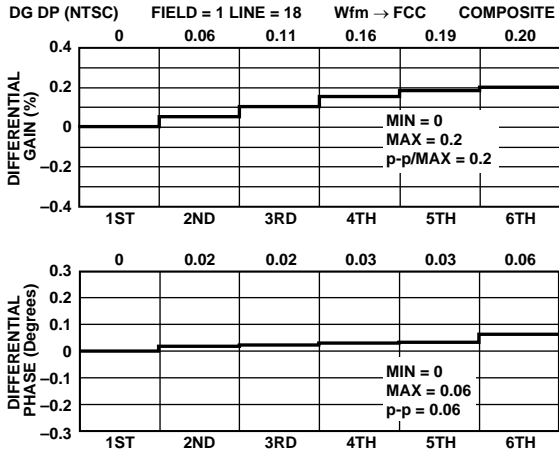 DG DP (NTSC) FIELD = 1 LINE = 18 Wfm → FCC COMPOSITE
0 0.06 0.11 0.16 0.19 0.20
DIFFERENTIAL
GAIN (%)
0.4
0.2
0
–0.2
–0.4
MIN = 0
MAX = 0.2
p-p/MAX = 0.2
1ST 2ND 3RD 4TH 5TH 6TH
0 0.02 0.02 0.03 0.03 0.06
DIFFERENTIAL
PHASE (Degrees)
0.3
0.2
0.1
0
–0.1
–0.2
–0.3
MIN = 0
MAX = 0.06
p-p = 0.06
1ST 2ND 3RD 4TH 5TH 6TH